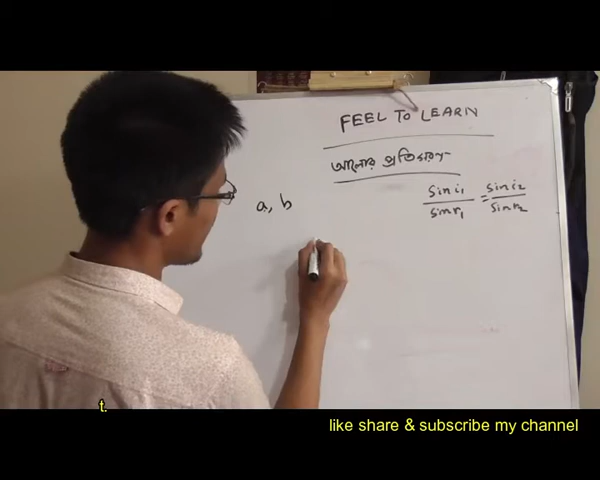 FEEL TO LEARN
আলোর প্রতিসরণ
sin i₁ / sin r₁ = sin i₂ / sin r₂
a, b
t.
like share & subscribe my channel